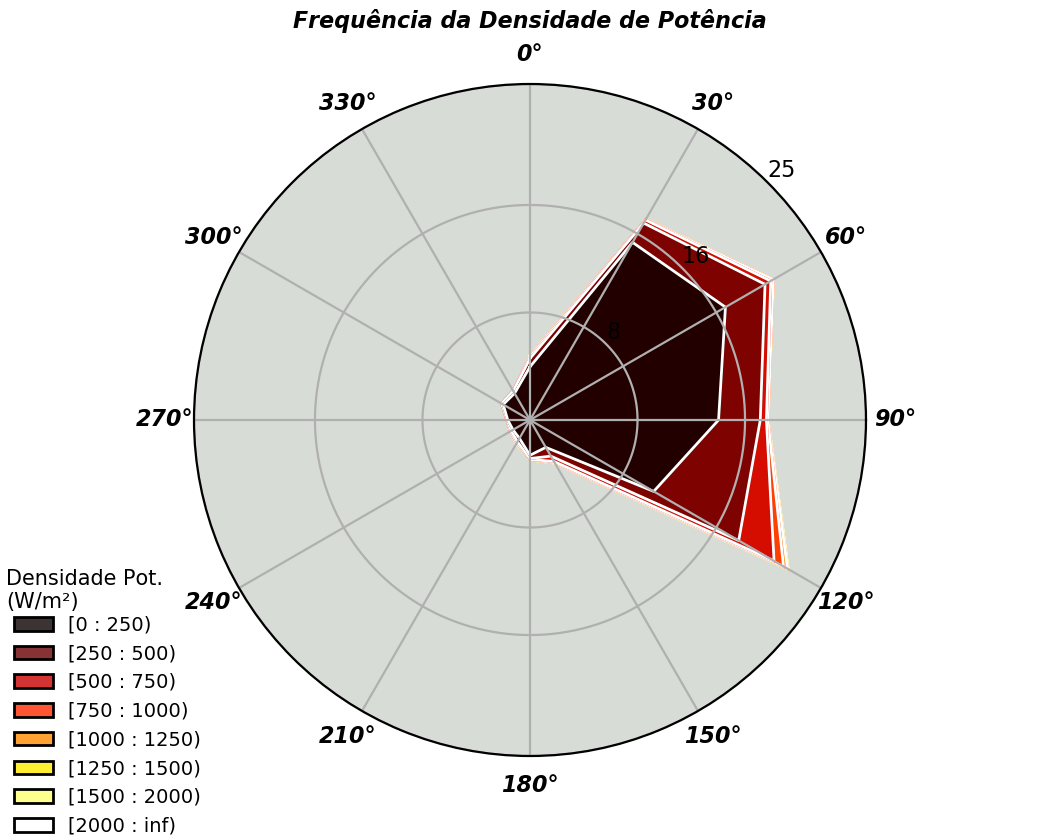 Frequência da Densidade de Potência
0°
330°
30°
25
300°
60°
16
8
270°
90°
240°
120°
210°
150°
180°
Densidade Pot.
(W/m²)
[0 : 250)
[250 : 500)
[500 : 750)
[750 : 1000)
[1000 : 1250)
[1250 : 1500)
[1500 : 2000)
[2000 : inf)